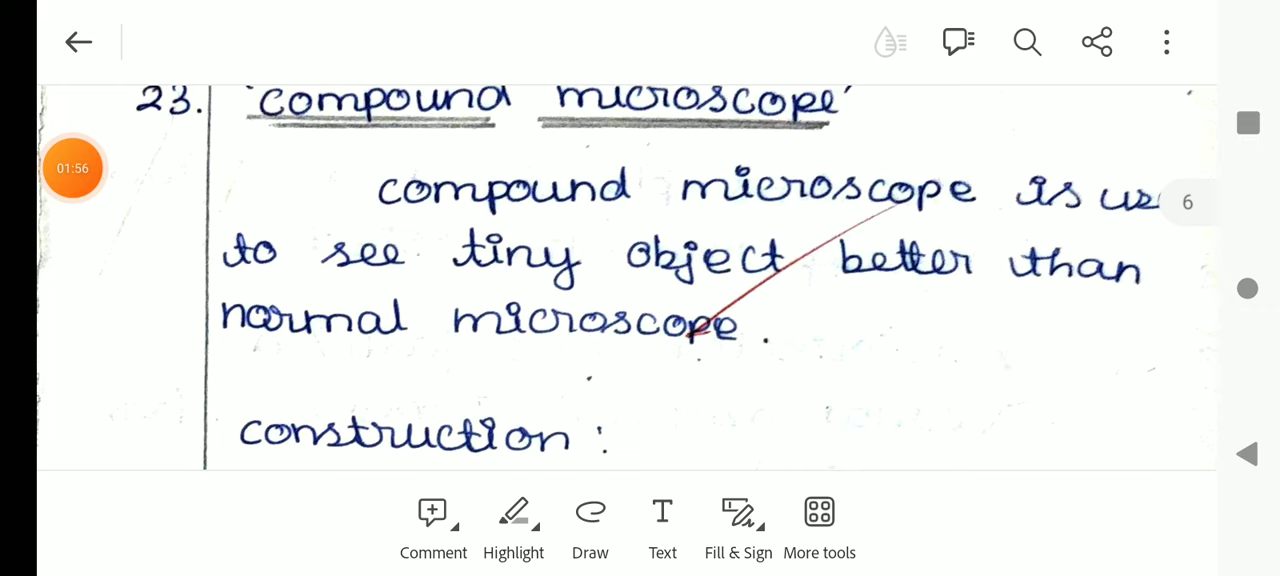 23. 'compound microscope'
01:56
compound microscope is
6
to see tiny object better than
normal microscope.
construction:
Comment Highlight Draw Text Fill & Sign More tools